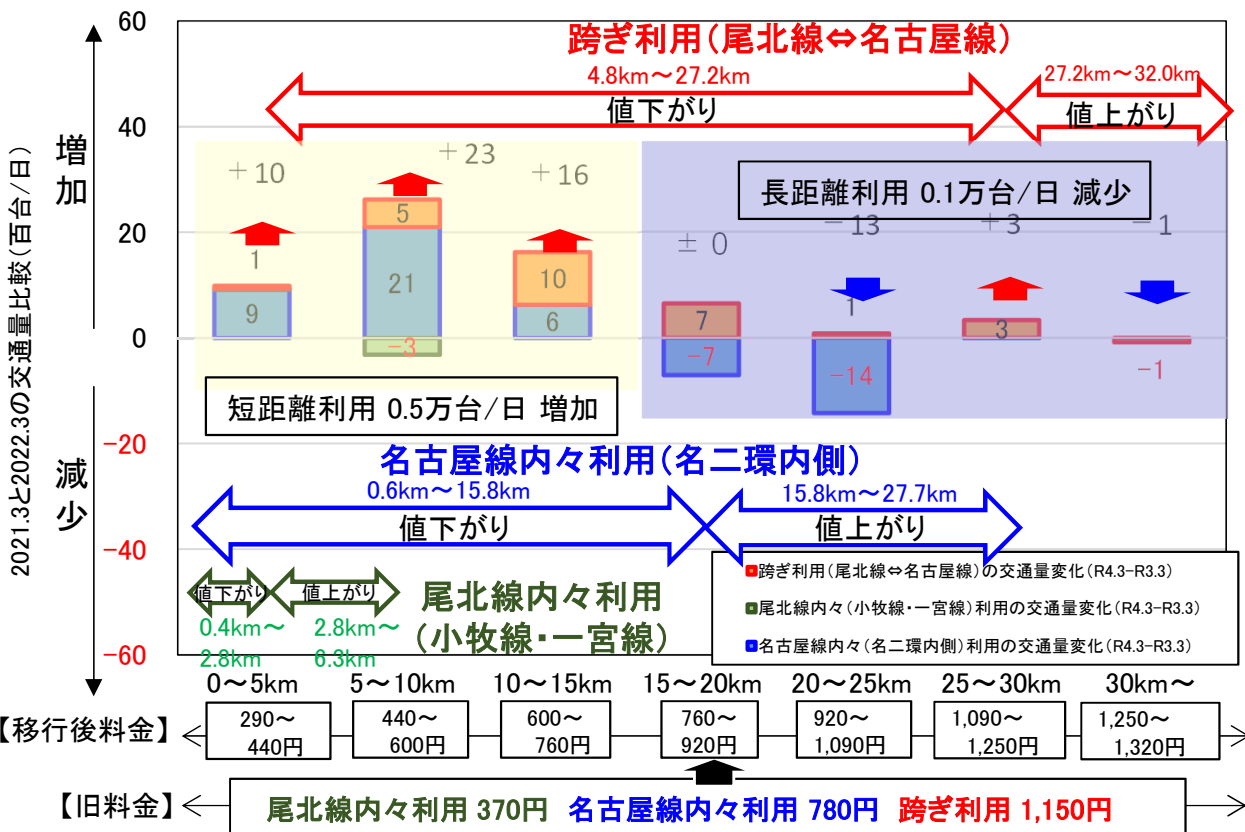 60
40
20
0
−20
−40
−60
増加
減少
2021.3と2022.3の交通量比較(百台/日)
跨ぎ利用(尾北線⇔名古屋線)
4.8km～27.2km
27.2km～32.0km
値下がり
値上がり
＋10
＋23
＋16
長距離利用 0.1万台/日 減少
± 0
−13
＋3
−1
1
9
5
21
−3
10
6
7
−7
1
−14
3
−1
短距離利用 0.5万台/日 増加
名古屋線内々利用(名二環内側)
0.6km～15.8km
15.8km～27.7km
値下がり
値上がり
値下がり
値上がり
0.4km～
2.8km
2.8km～
6.3km
尾北線内々利用
(小牧線・一宮線)
跨ぎ利用(尾北線⇔名古屋線)の交通量変化(R4.3−R3.3)
尾北線内々(小牧線・一宮線)利用の交通量変化(R4.3−R3.3)
名古屋線内々(名二環内側)利用の交通量変化(R4.3−R3.3)
0～5km
5～10km
10～15km
15～20km
20～25km
25～30km
30km～
【移行後料金】
290～
440円
440～
600円
600～
760円
760～
920円
920～
1,090円
1,090～
1,250円
1,250～
1,320円
【旧料金】
尾北線内々利用 370円 名古屋線内々利用 780円 跨ぎ利用 1,150円